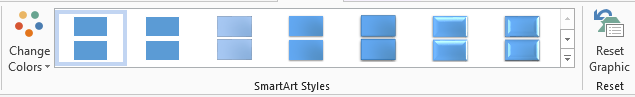 Change
Colors
Reset
Graphic
SmartArt Styles
Reset